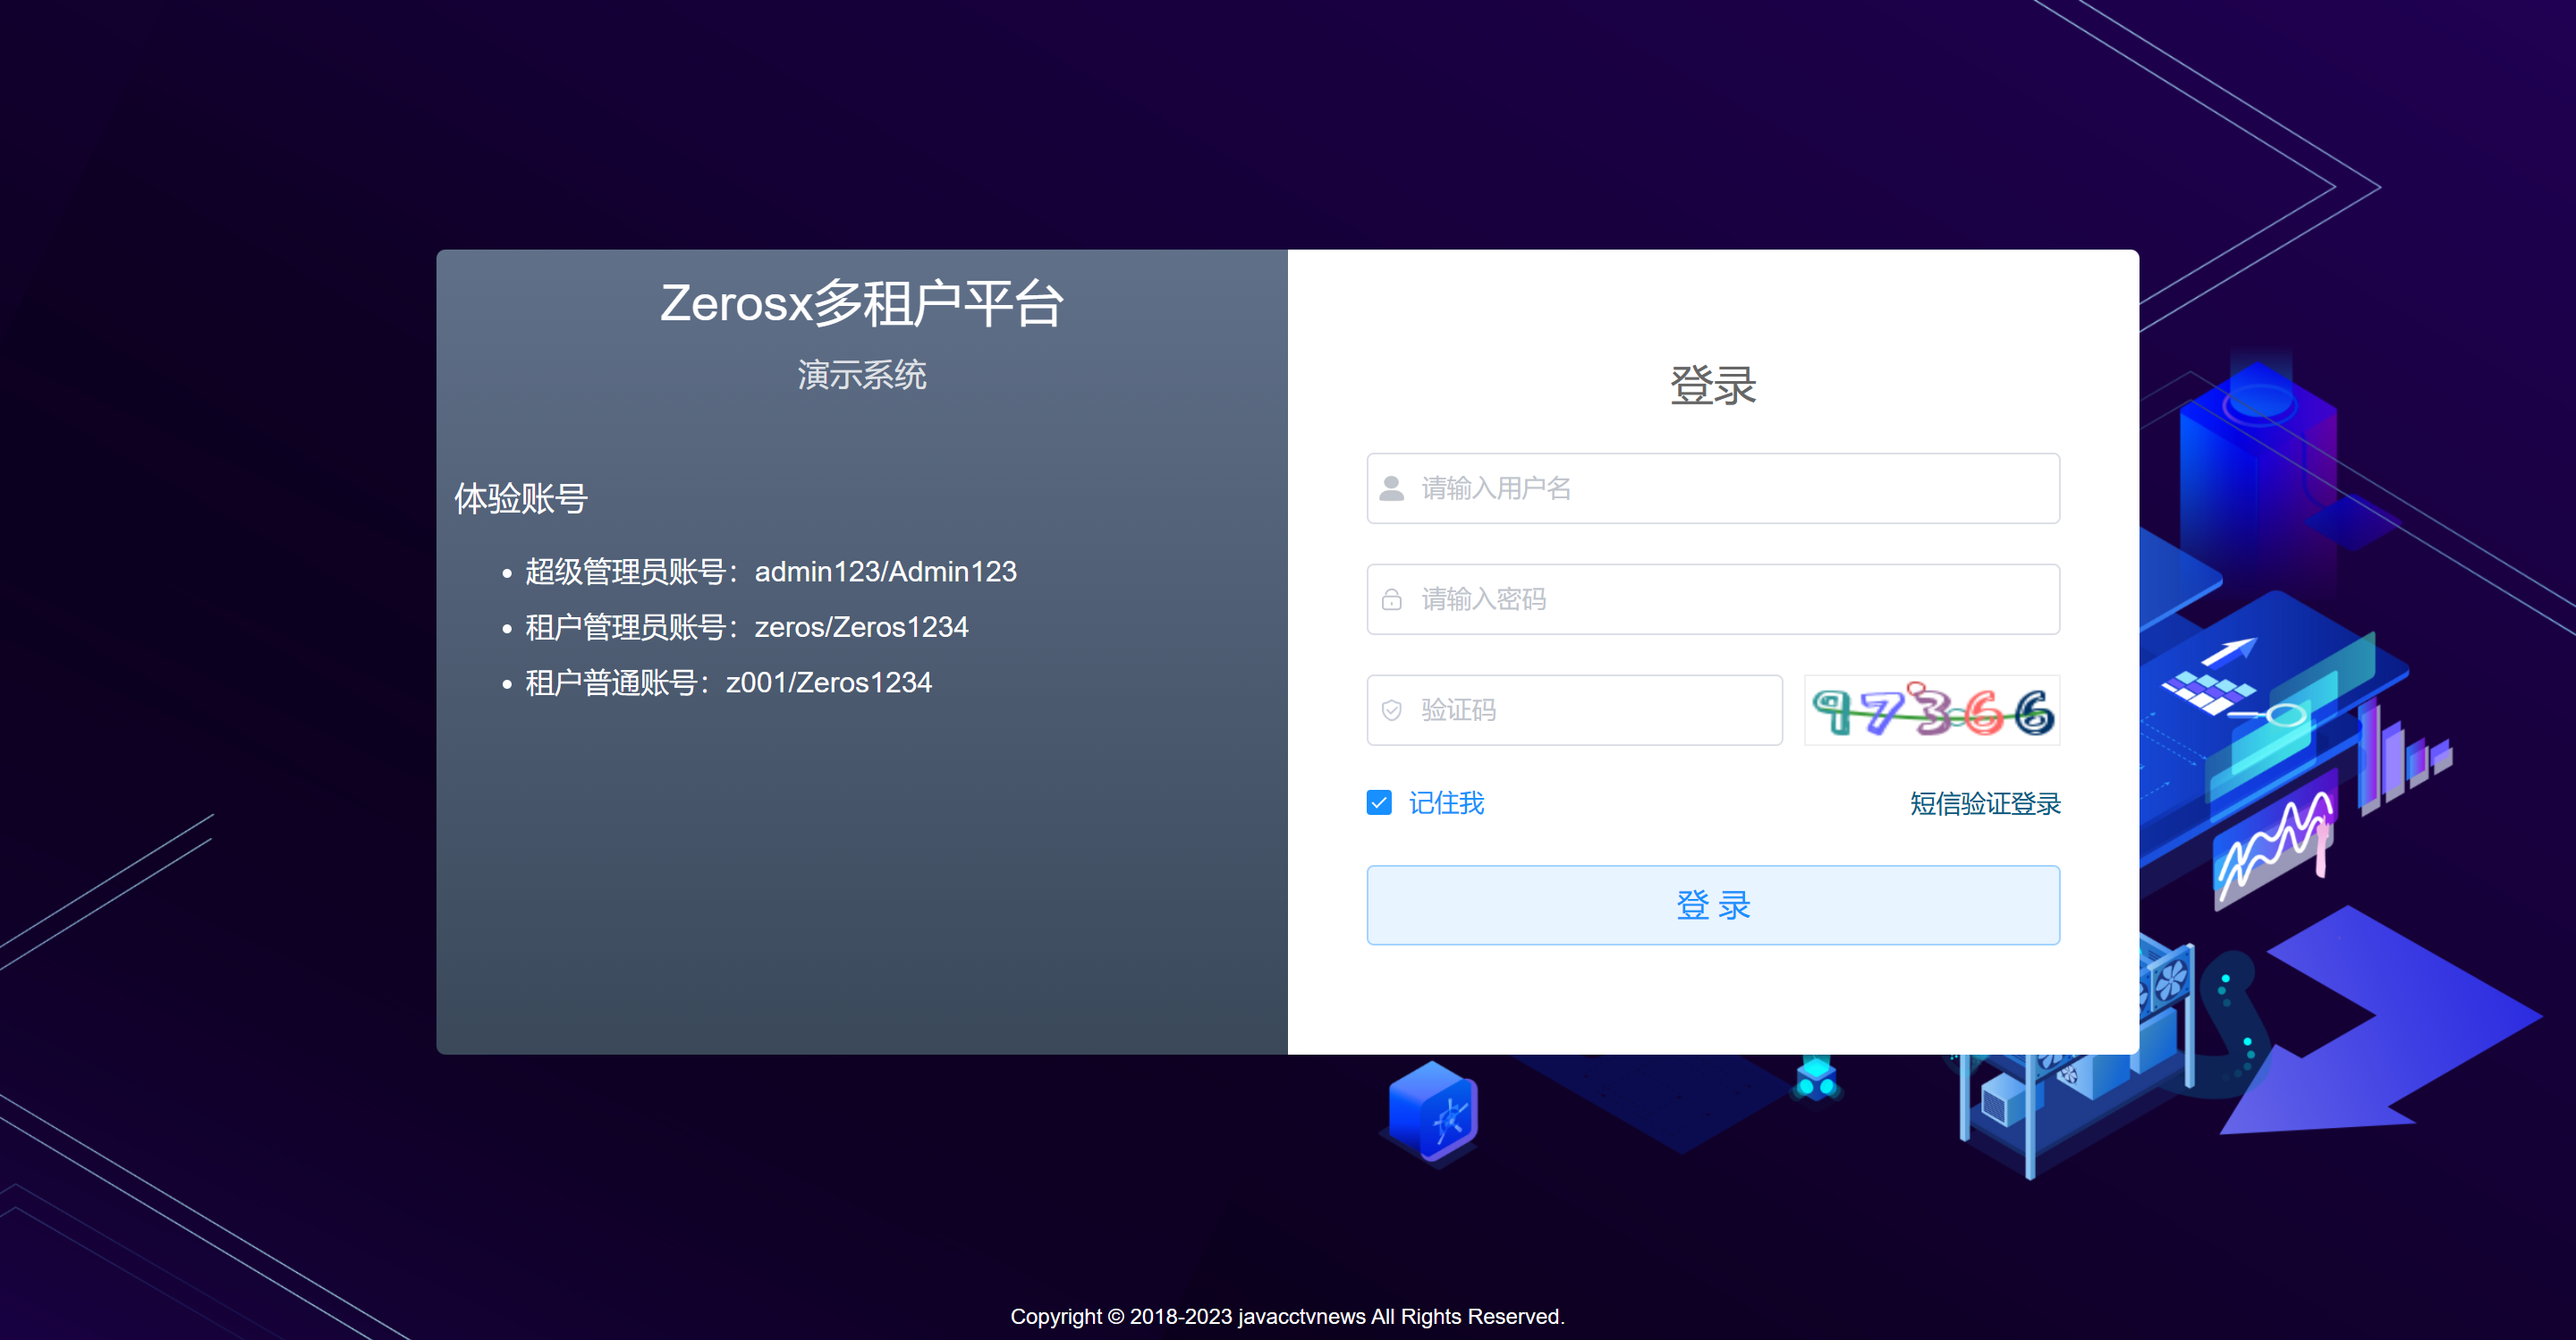 Zerosx多租户平台
演示系统
体验账号
超级管理员账号：admin123/Admin123
租户管理员账号：zeros/Zeros1234
租户普通账号：z001/Zeros1234
登录
请输入用户名
请输入密码
验证码
97366
记住我
短信验证登录
登 录
Copyright © 2018-2023 javacctvnews All Rights Reserved.